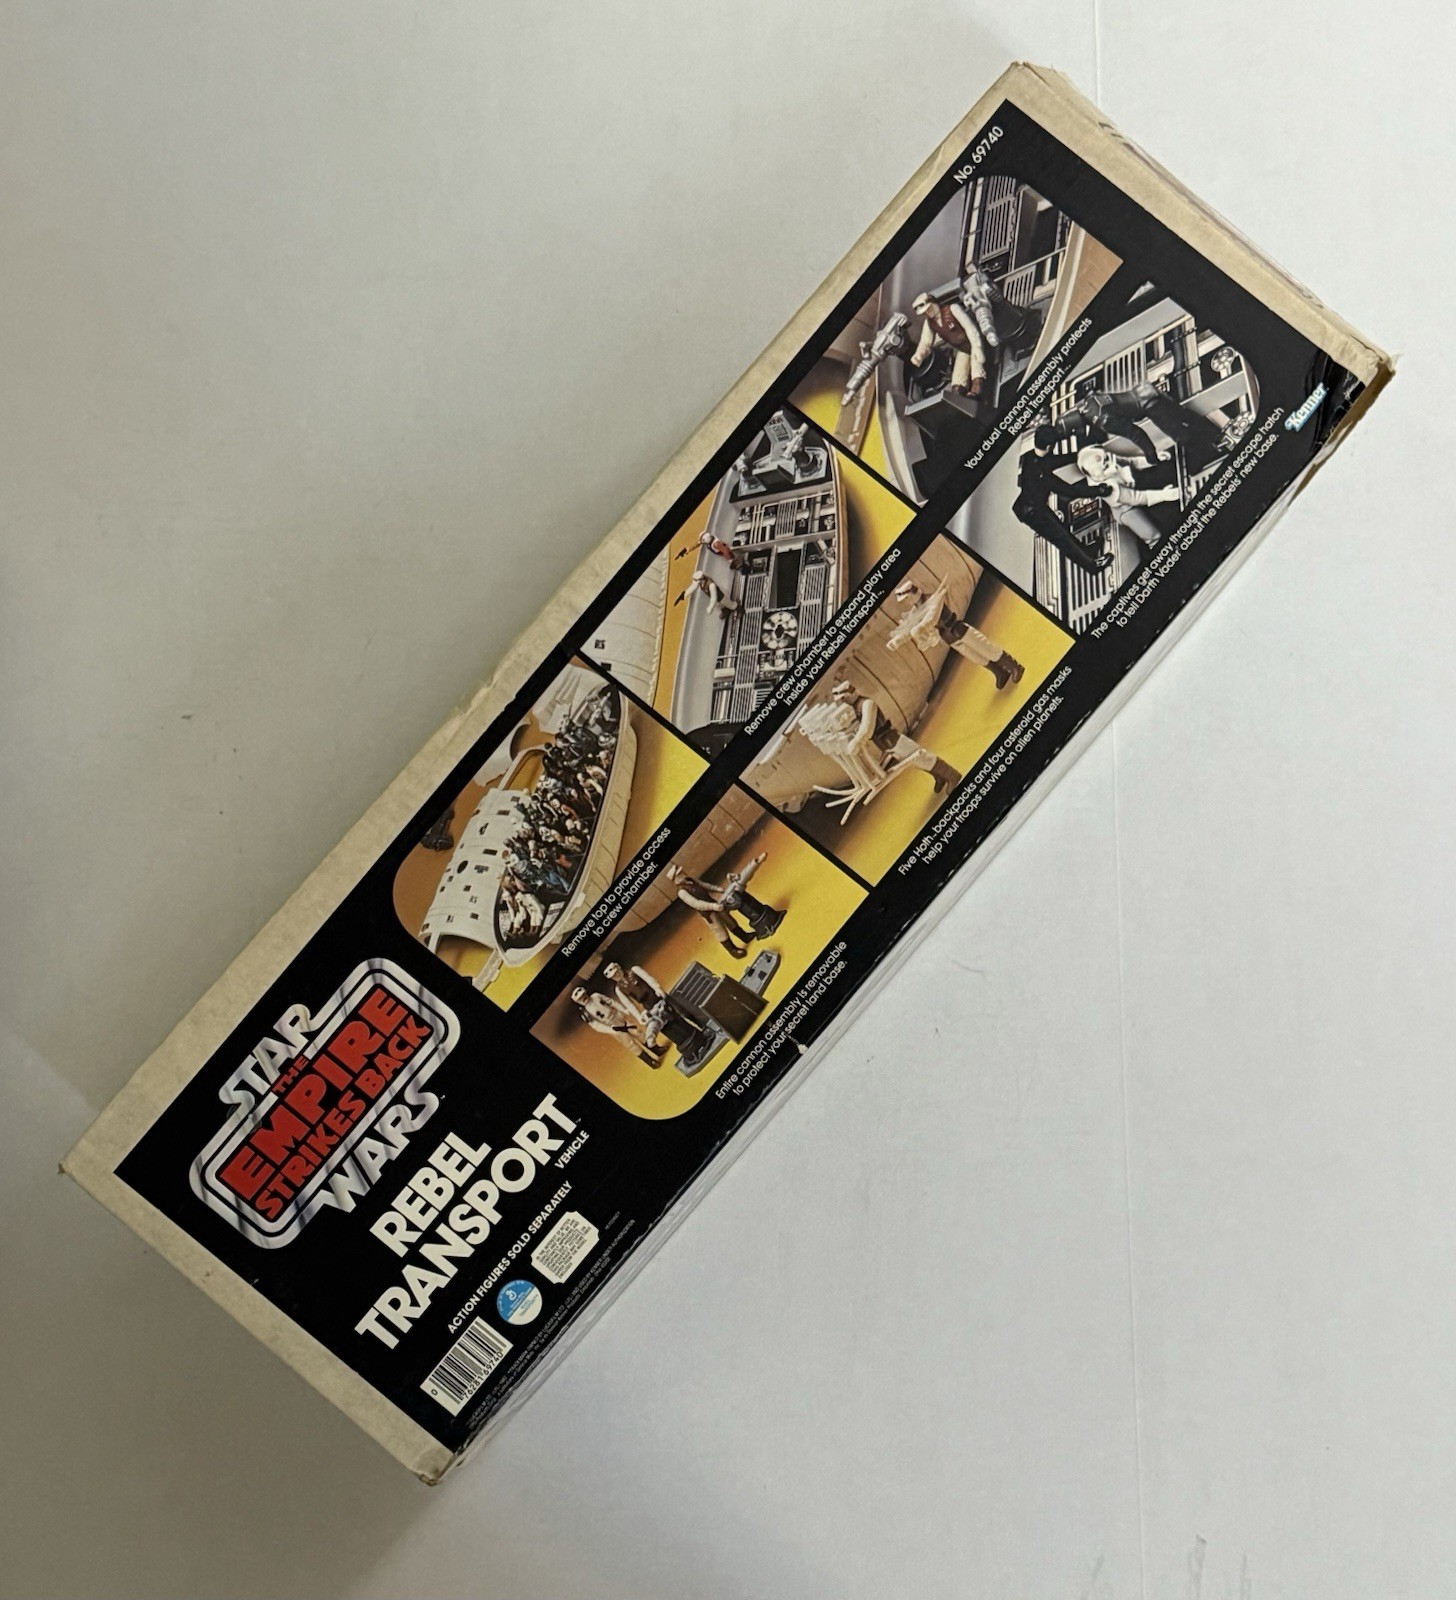 No. 69740
STAR
THE
EMPIRE
STRIKES BACK
WARS
REBEL
TRANSPORT™
VEHICLE
ACTION FIGURES SOLD SEPARATELY
0 76281 69740
Remove top to provide access
to crew chamber.
Remove crew chamber to expand play area
inside your Rebel Transport...
Your dual cannon assembly protects
Rebel Transport...
Entire cannon assembly is removable
to protect your secret land base.
Five Hoth backpacks and four asteroid gas masks
help your troops survive on alien planets.
The captives get away through the secret escape hatch
to tell Darth Vader about the Rebels' new base.
Kenner